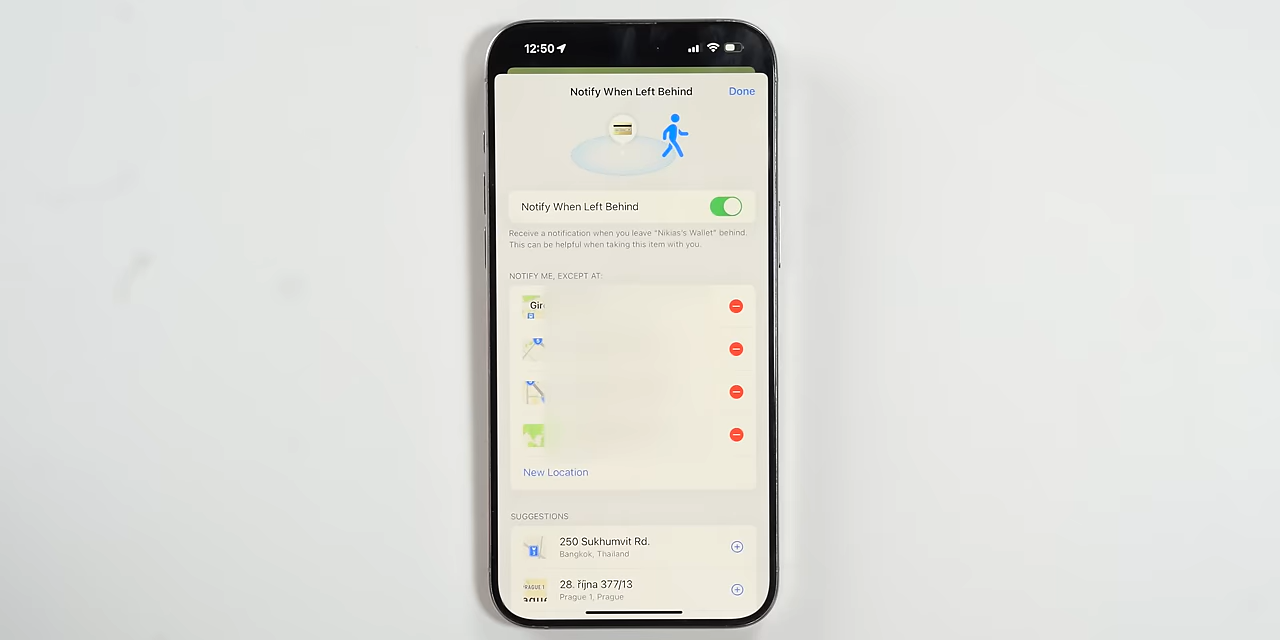 12:50
Notify When Left Behind
Done
Notify When Left Behind
Receive a notification when you leave “Nikias's Wallet” behind.
This can be helpful when taking this item with you.
NOTIFY ME, EXCEPT AT:
New Location
SUGGESTIONS
250 Sukhumvit Rd.
Bangkok, Thailand
28. října 377/13
Prague 1, Prague